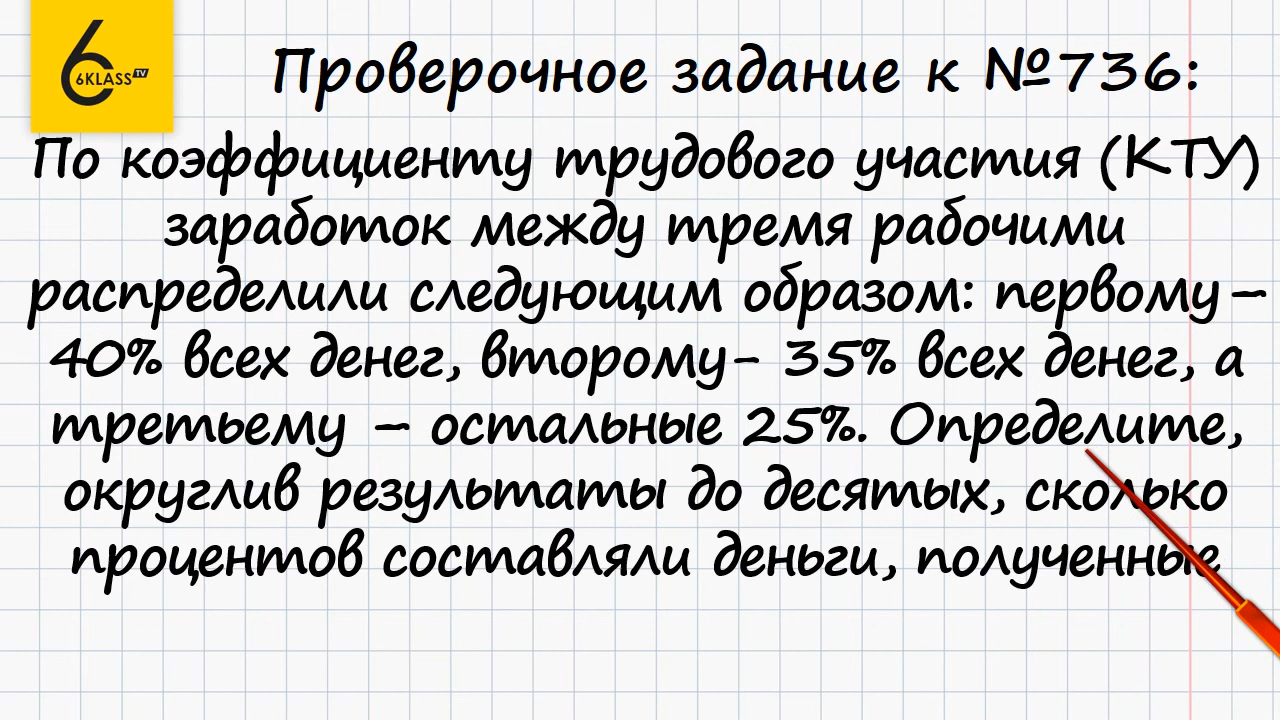 6KLASS TV
Проверочное задание к №736:
По коэффициенту трудового участия (КТУ)
заработок между тремя рабочими
распределили следующим образом: первому –
40% всех денег, второму – 35% всех денег, а
третьему – остальные 25%. Определите,
округлив результаты до десятых, сколько
процентов составляли деньги, полученные